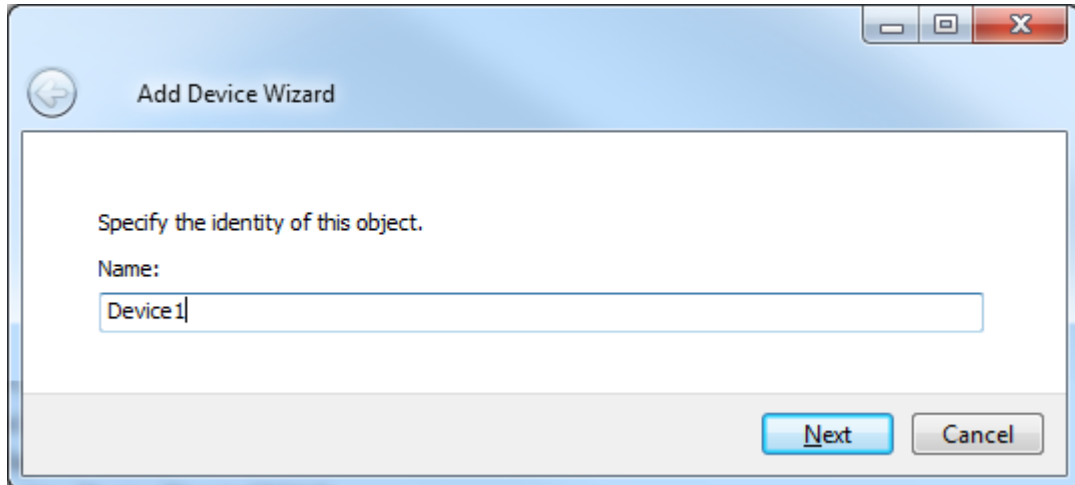 Add Device Wizard
Specify the identity of this object.
Name:
Device1
Next Cancel